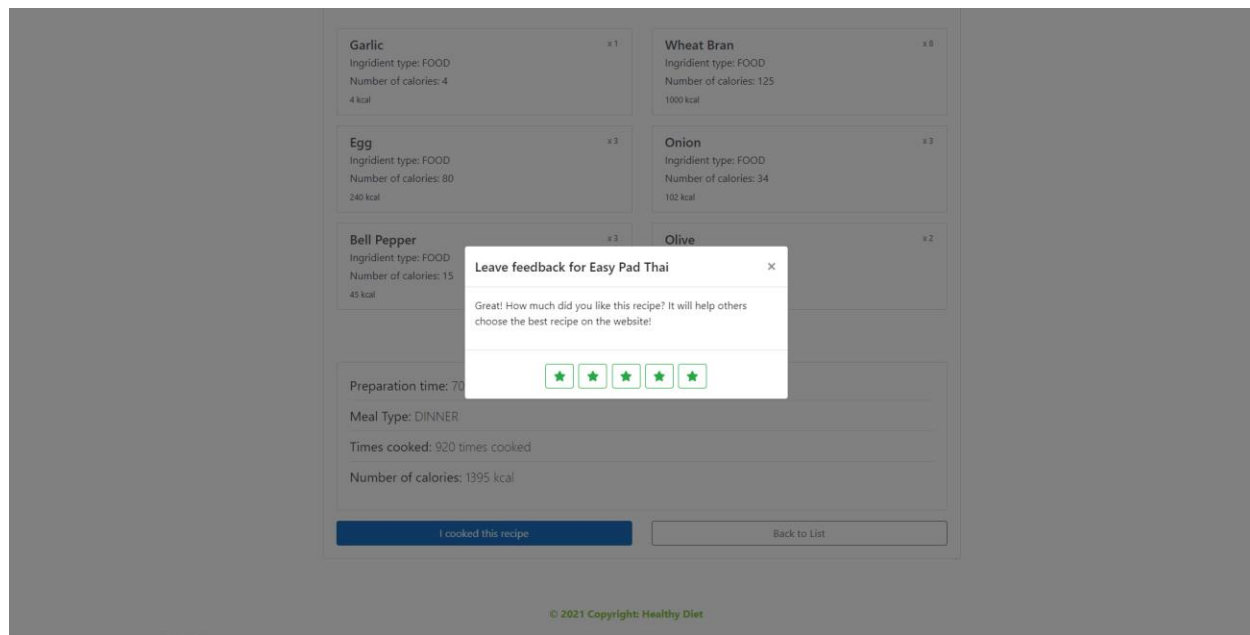 Garlic
x 1
Ingridient type: FOOD
Number of calories: 4
4 kcal
Wheat Bran
x 8
Ingridient type: FOOD
Number of calories: 125
1000 kcal
Egg
x 3
Ingridient type: FOOD
Number of calories: 80
240 kcal
Onion
x 3
Ingridient type: FOOD
Number of calories: 34
102 kcal
Bell Pepper
x 3
Ingridient type: FOOD
Number of calories: 15
45 kcal
Olive
x 2
Leave feedback for Easy Pad Thai
×
Great! How much did you like this recipe? It will help others
choose the best recipe on the website!
Preparation time: 70
Meal Type: DINNER
Times cooked: 920 times cooked
Number of calories: 1395 kcal
I cooked this recipe
Back to List
© 2021 Copyright: Healthy Diet